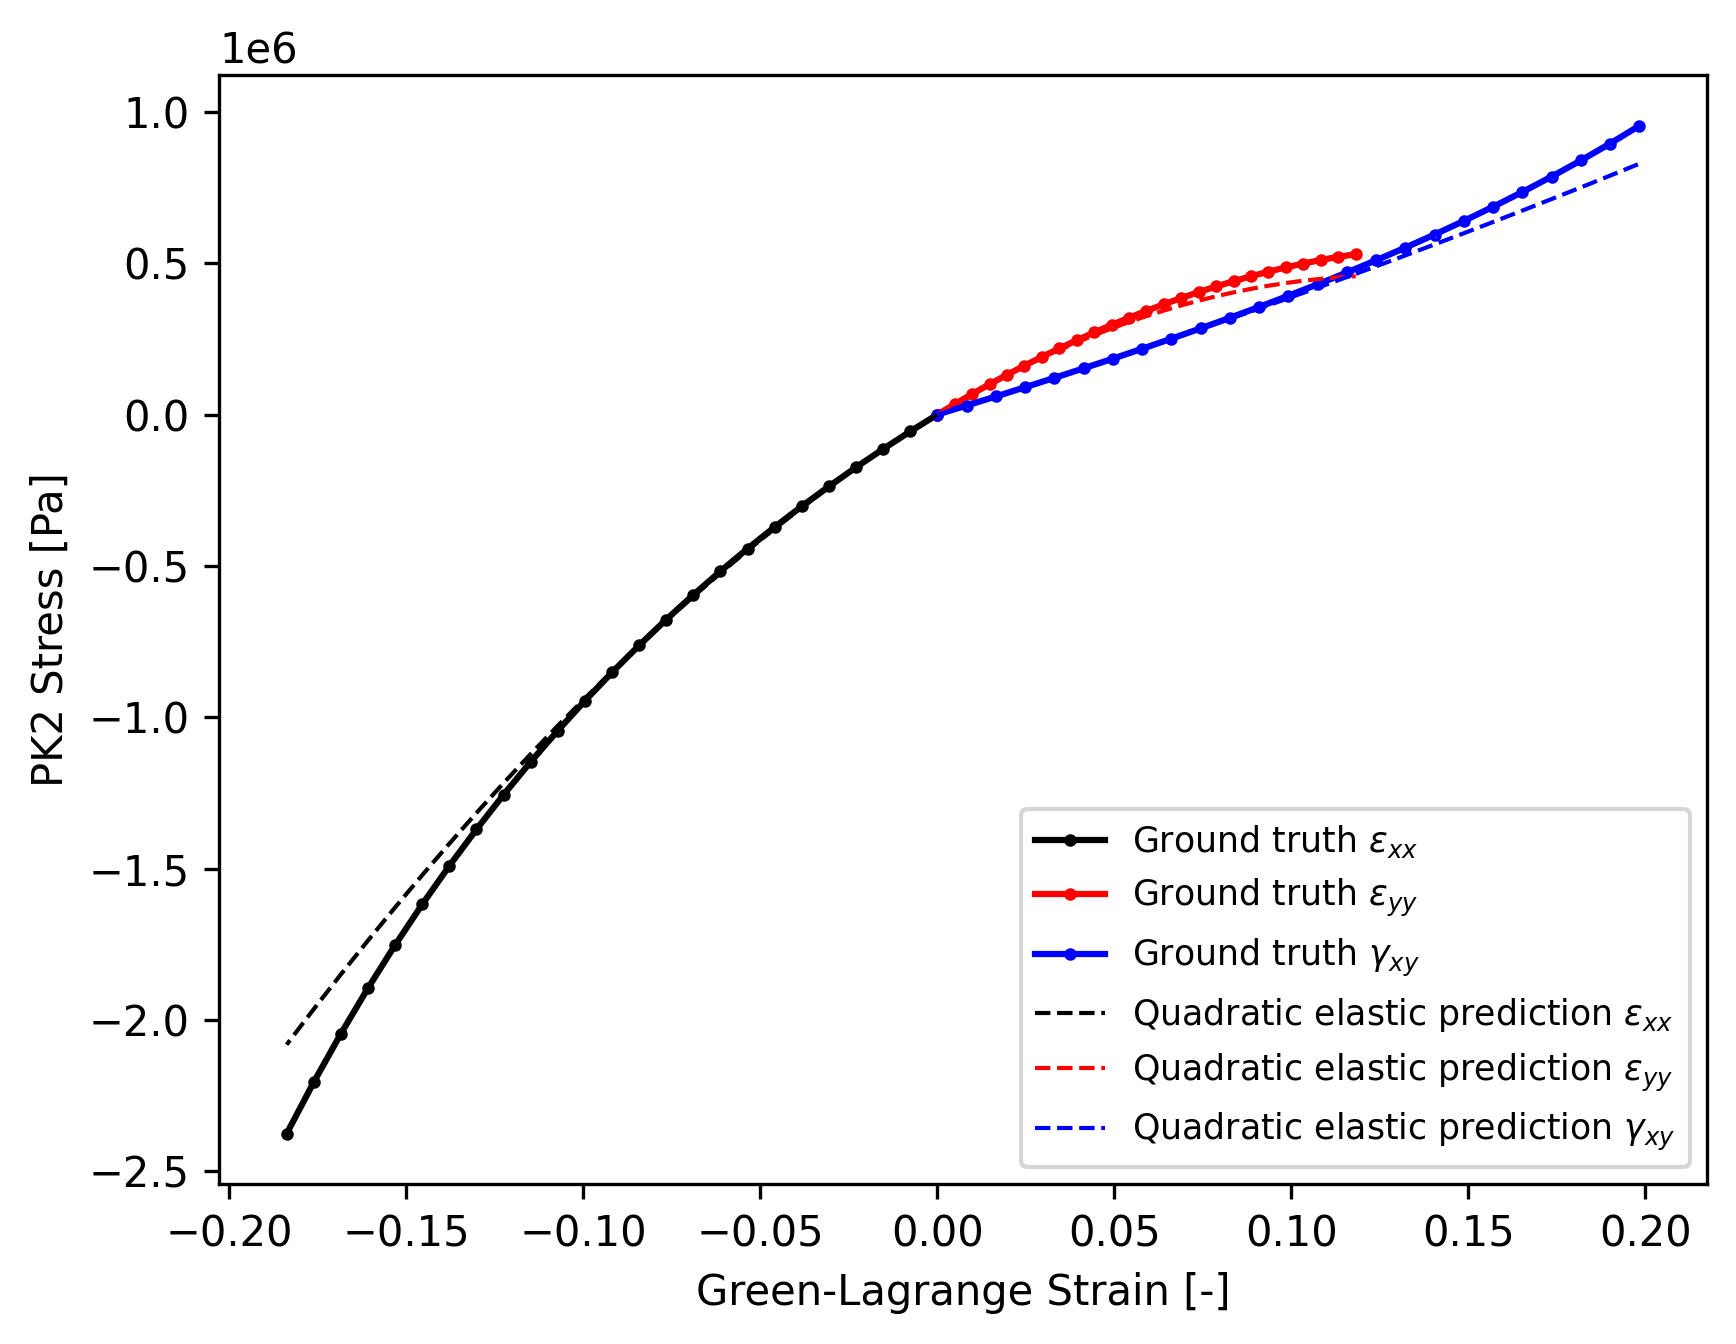 1e6
1.0
0.5
0.0
−0.5
−1.0
−1.5
−2.0
−2.5
PK2 Stress [Pa]
Ground truth εxx
Ground truth εyy
Ground truth γxy
Quadratic elastic prediction εxx
Quadratic elastic prediction εyy
Quadratic elastic prediction γxy
−0.20 −0.15 −0.10 −0.05 0.00 0.05 0.10 0.15 0.20
Green-Lagrange Strain [-]